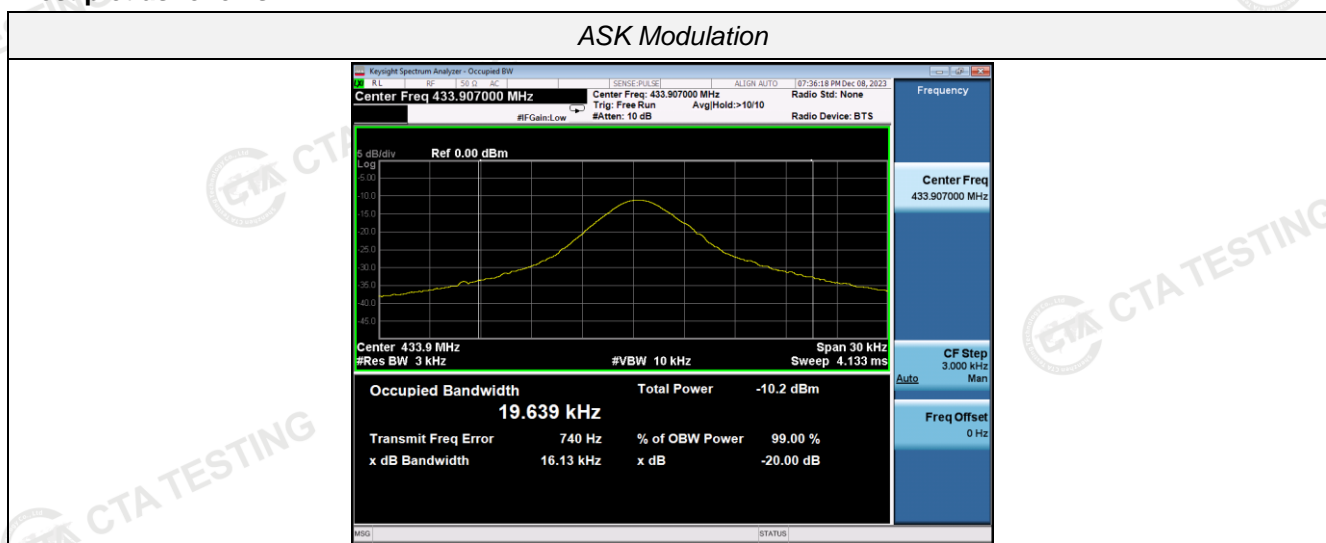 ASK Modulation
Keysight Spectrum Analyzer - Occupied BW
RL RF 50 Ω AC SENSE:PULSE ALIGN AUTO 07:36:18 PM Dec 08, 2023
Center Freq 433.907000 MHz Center Freq: 433.907000 MHz Radio Std: None Frequency
Trig: Free Run Avg|Hold:>10/10
#IFGain:Low #Atten: 10 dB Radio Device: BTS
5 dB/div Ref 0.00 dBm
Log
-5.00
Center Freq
433.907000 MHz
-10.0
-15.0
-20.0
-25.0
-30.0
-35.0
-40.0
-45.0
Center 433.9 MHz Span 30 kHz
#Res BW 3 kHz #VBW 10 kHz Sweep 4.133 ms
CF Step
3.000 kHz
Auto Man
Occupied Bandwidth Total Power -10.2 dBm
19.639 kHz
Freq Offset
0 Hz
Transmit Freq Error 740 Hz % of OBW Power 99.00 %
x dB Bandwidth 16.13 kHz x dB -20.00 dB
MSG STATUS
CTA TESTING
CTA TESTING